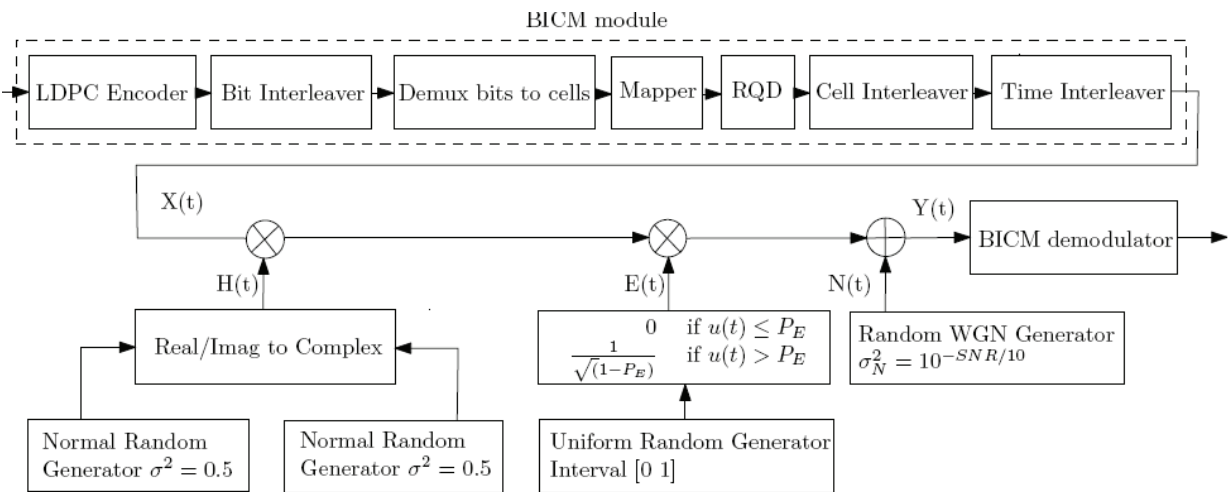 BICM module
LDPC Encoder
Bit Interleaver
Demux bits to cells
Mapper
RQD
Cell Interleaver
Time Interleaver
X(t)
Y(t)
BICM demodulator
H(t)
E(t)
N(t)
Real/Imag to Complex
0 if u(t) ≤ P_E
1/√(1−P_E) if u(t) > P_E
Random WGN Generator
σ_N^2 = 10^{−SNR/10}
Normal Random
Generator σ^2 = 0.5
Normal Random
Generator σ^2 = 0.5
Uniform Random Generator
Interval [0 1]